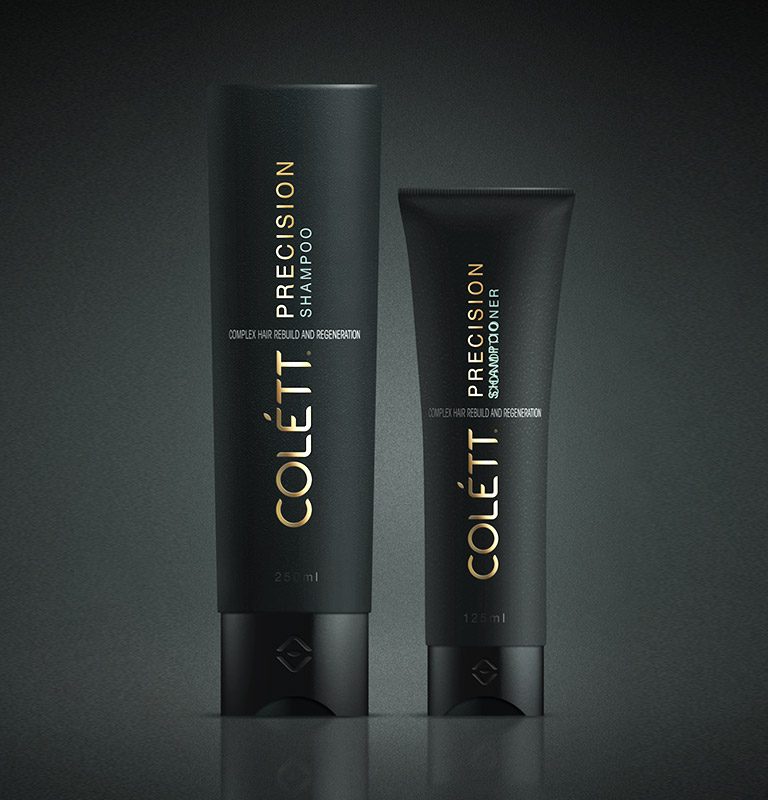 PRECISION
SHAMPOO
COMPLEX HAIR REBUILD AND REGENERATION
COLÉTT
250ml
PRECISION
COMPLEX HAIR REBUILD AND REGENERATION
COLÉTT
125ml